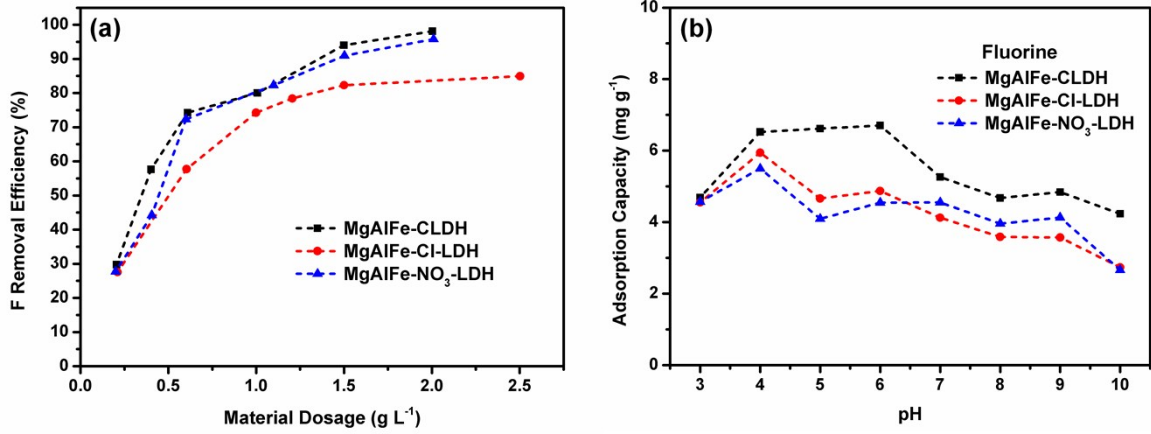 (a)
F Removal Efficiency (%)
100
90
80
70
60
50
40
30
20
10
0
MgAlFe-CLDH
MgAlFe-Cl-LDH
MgAlFe-NO₃-LDH
0.0 0.5 1.0 1.5 2.0 2.5
Material Dosage (g L⁻¹)
(b)
Adsorption Capacity (mg g⁻¹)
10
8
6
4
2
0
Fluorine
MgAlFe-CLDH
MgAlFe-Cl-LDH
MgAlFe-NO₃-LDH
3 4 5 6 7 8 9 10
pH